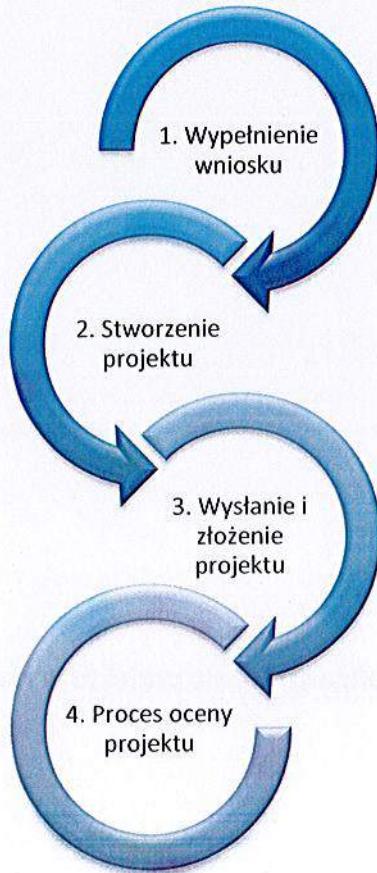 1. Wypełnienie
wniosku
2. Stworzenie
projektu
3. Wysłanie i
złożenie
projektu
4. Proces oceny
projektu